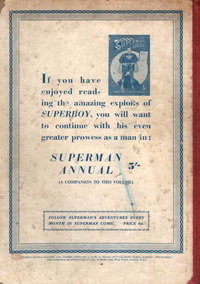 If you have
enjoyed read-
ing the amazing exploits of
SUPERBOY, you will want
to continue with his even
greater prowess as a man in:
SUPERMAN
ANNUAL 5/-
(A COMPANION TO THIS VOLUME)
FOLLOW SUPERMAN'S ADVENTURES EVERY
MONTH IN SUPERMAN COMIC, PRICE 6d.